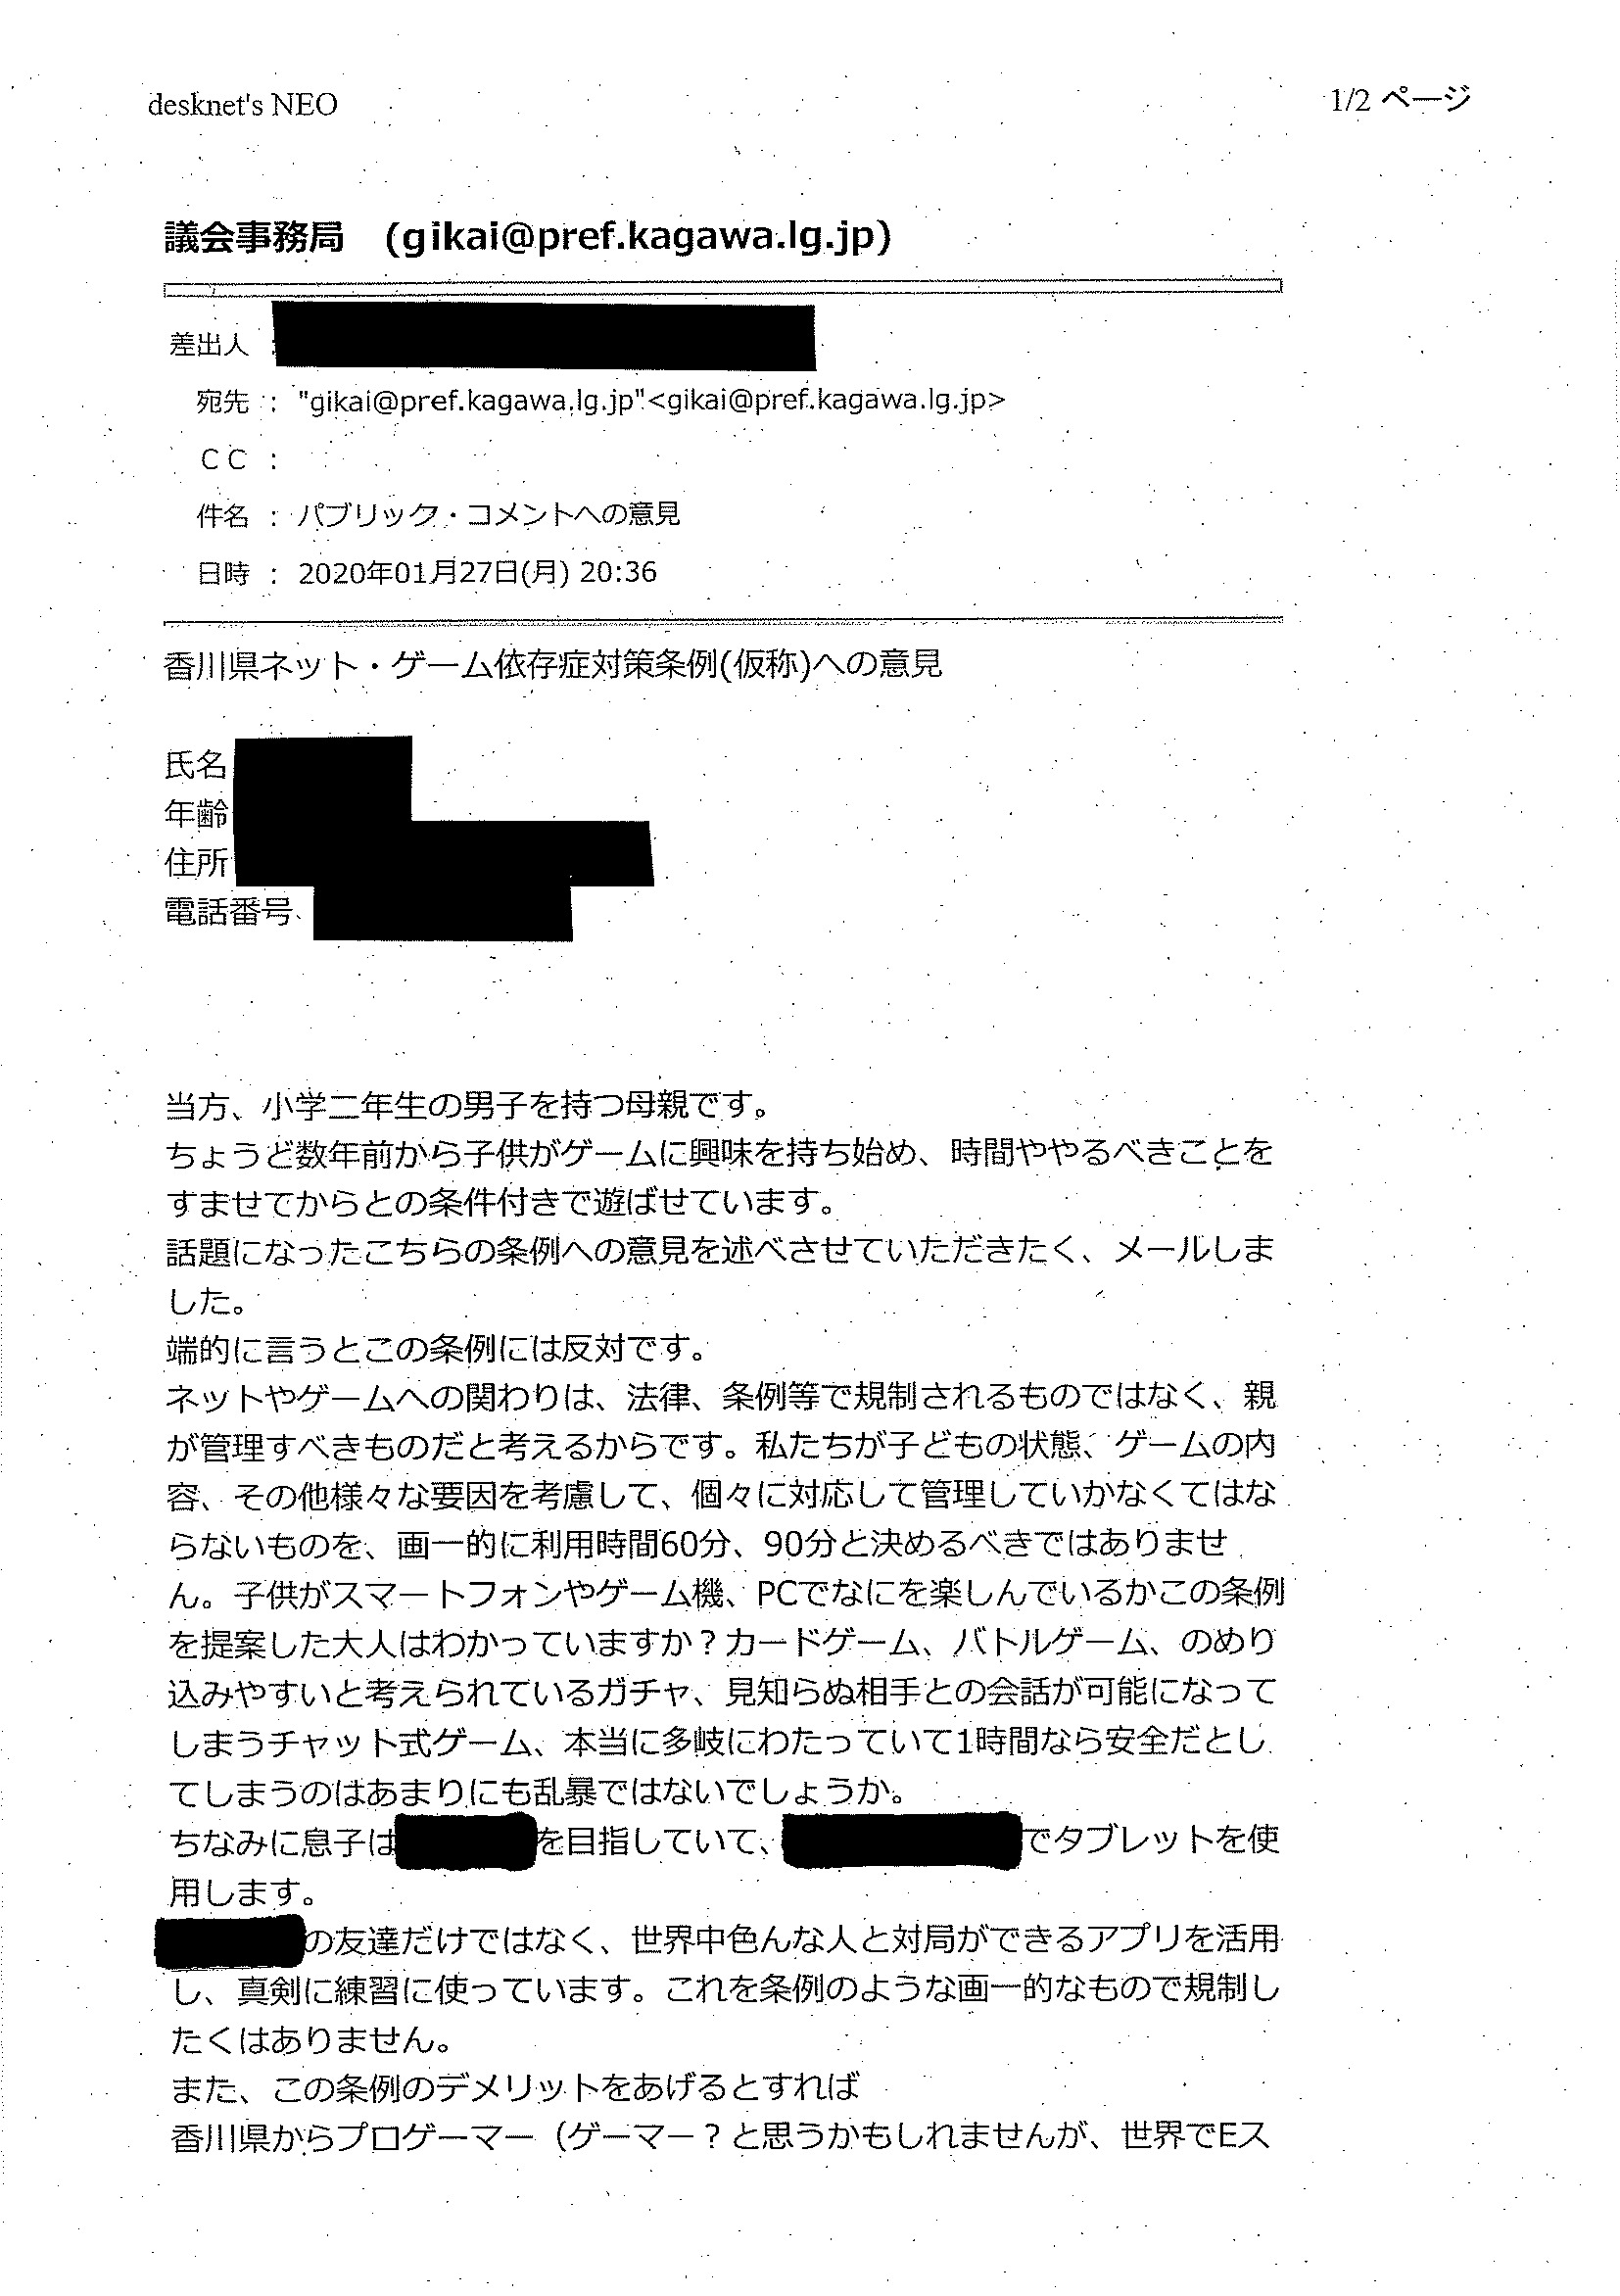 desknet's NEO
1/2 ページ
議会事務局 (gikai@pref.kagawa.lg.jp)
差出人 :
宛先 : "gikai@pref.kagawa.lg.jp"<gikai@pref.kagawa.lg.jp>
CC :
件名 : パブリック・コメントへの意見
日時 : 2020年01月27日(月) 20:36
香川県ネット・ゲーム依存症対策条例(仮称)への意見
氏名
年齢
住所
電話番号
当方、小学二年生の男子を持つ母親です。
ちょうど数年前から子供がゲームに興味を持ち始め、時間ややるべきことを
すませてからとの条件付きで遊ばせています。
話題になったこちらの条例への意見を述べさせていただきたく、メールしま
した。
端的に言うとこの条例には反対です。
ネットやゲームへの関わりは、法律、条例等で規制されるものではなく、親
が管理すべきものだと考えるからです。私たちが子どもの状態、ゲームの内
容、その他様々な要因を考慮して、個々に対応して管理していかなくてはな
らないものを、画一的に利用時間60分、90分と決めるべきではありませ
ん。子供がスマートフォンやゲーム機、PCでなにを楽しんでいるかこの条例
を提案した大人はわかっていますか？カードゲーム、バトルゲーム、のめり
込みやすいと考えられているガチャ、見知らぬ相手との会話が可能になって
しまうチャット式ゲーム、本当に多岐にわたっていて1時間なら安全だとし
てしまうのはあまりにも乱暴ではないでしょうか。
ちなみに息子は を目指していて、 でタブレットを使
用します。
の友達だけではなく、世界中色んな人と対局ができるアプリを活用
し、真剣に練習に使っています。これを条例のような画一的なもので規制し
たくはありません。
また、この条例のデメリットをあげるとすれば
香川県からプロゲーマー（ゲーマー？と思うかもしれませんが、世界でEス